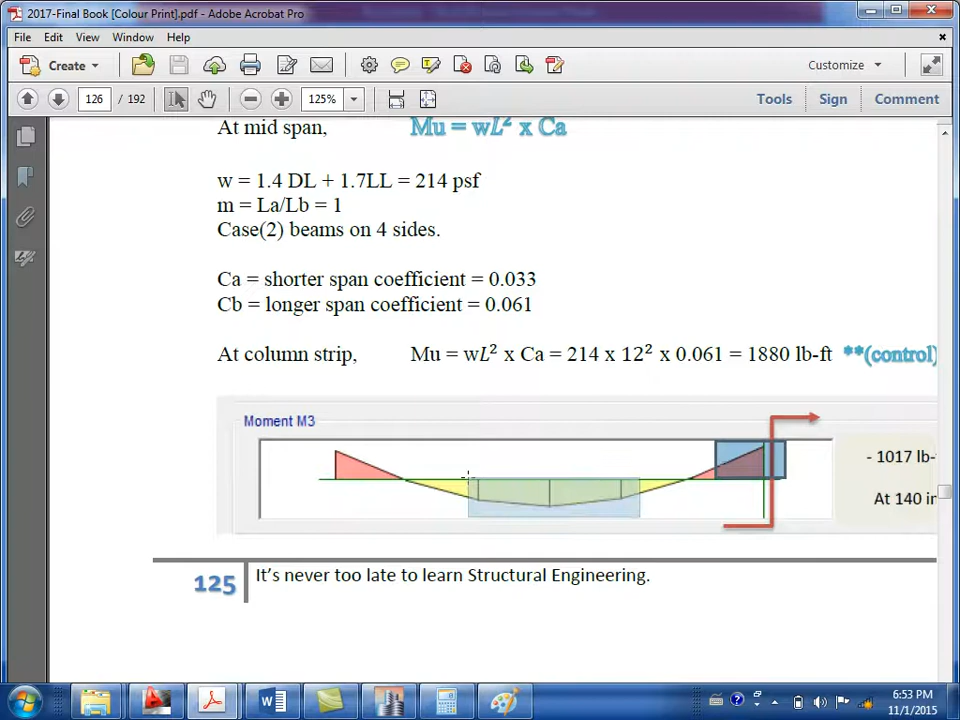 2017-Final Book [Colour Print].pdf - Adobe Acrobat Pro
File Edit View Window Help
Create
Customize
126 / 192
125%
Tools Sign Comment
At mid span, Mu = wL² x Ca
w = 1.4 DL + 1.7LL = 214 psf
m = La/Lb = 1
Case(2) beams on 4 sides.
Ca = shorter span coefficient = 0.033
Cb = longer span coefficient = 0.061
At column strip, Mu = wL² x Ca = 214 x 12² x 0.061 = 1880 lb-ft **(control)
Moment M3
- 1017 lb-
At 140 in
125 It’s never too late to learn Structural Engineering.
6:53 PM
11/1/2015